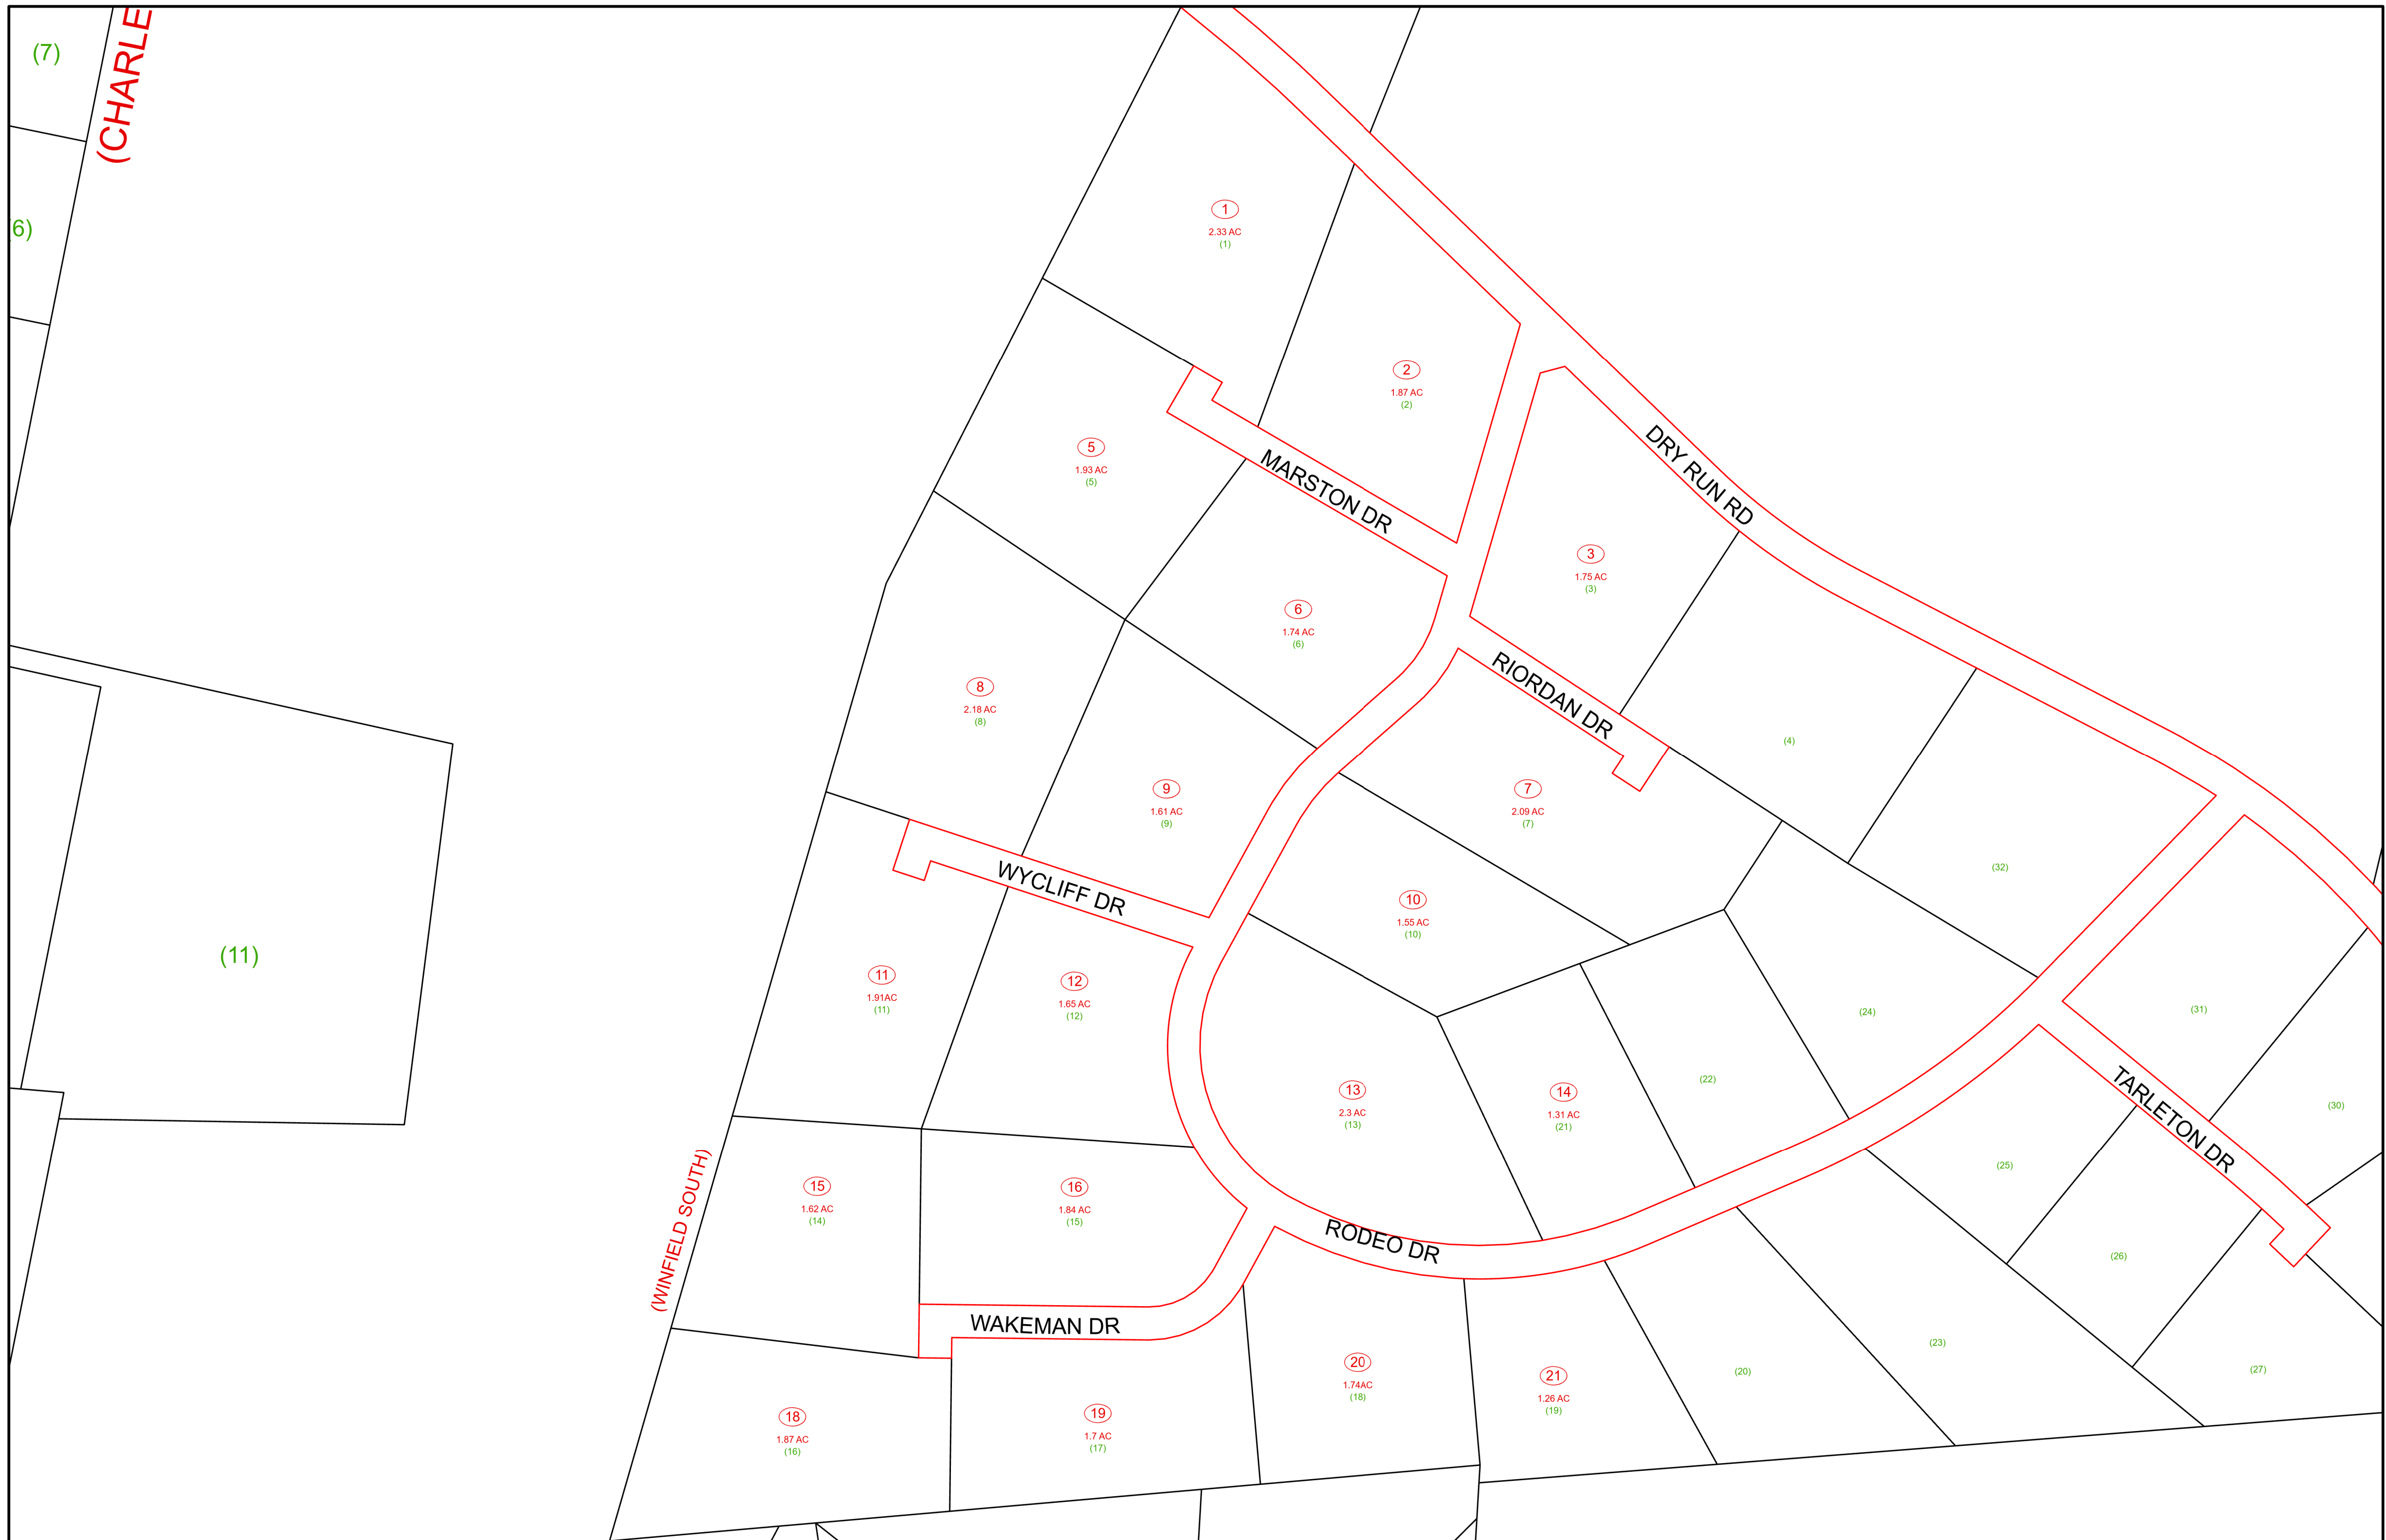 (7)
(CHARLE
6)
1
2.33 AC
(1)
2
1.87 AC
(2)
5
1.93 AC
(5)
MARSTON DR
DRY RUN RD
3
1.75 AC
(3)
6
1.74 AC
(6)
RIORDAN DR
8
2.18 AC
(8)
(4)
9
1.61 AC
(9)
7
2.09 AC
(7)
WYCLIFF DR
(32)
10
1.55 AC
(10)
(11)
11
1.91AC
(11)
12
1.65 AC
(12)
(24)
(31)
13
2.3 AC
(13)
14
1.31 AC
(21)
(22)
TARLETON DR
(30)
(WINFIELD SOUTH)
15
1.62 AC
(14)
16
1.84 AC
(15)
(25)
RODEO DR
(26)
WAKEMAN DR
20
1.74AC
(18)
21
1.26 AC
(19)
(20)
(23)
(27)
18
1.87 AC
(16)
19
1.7 AC
(17)